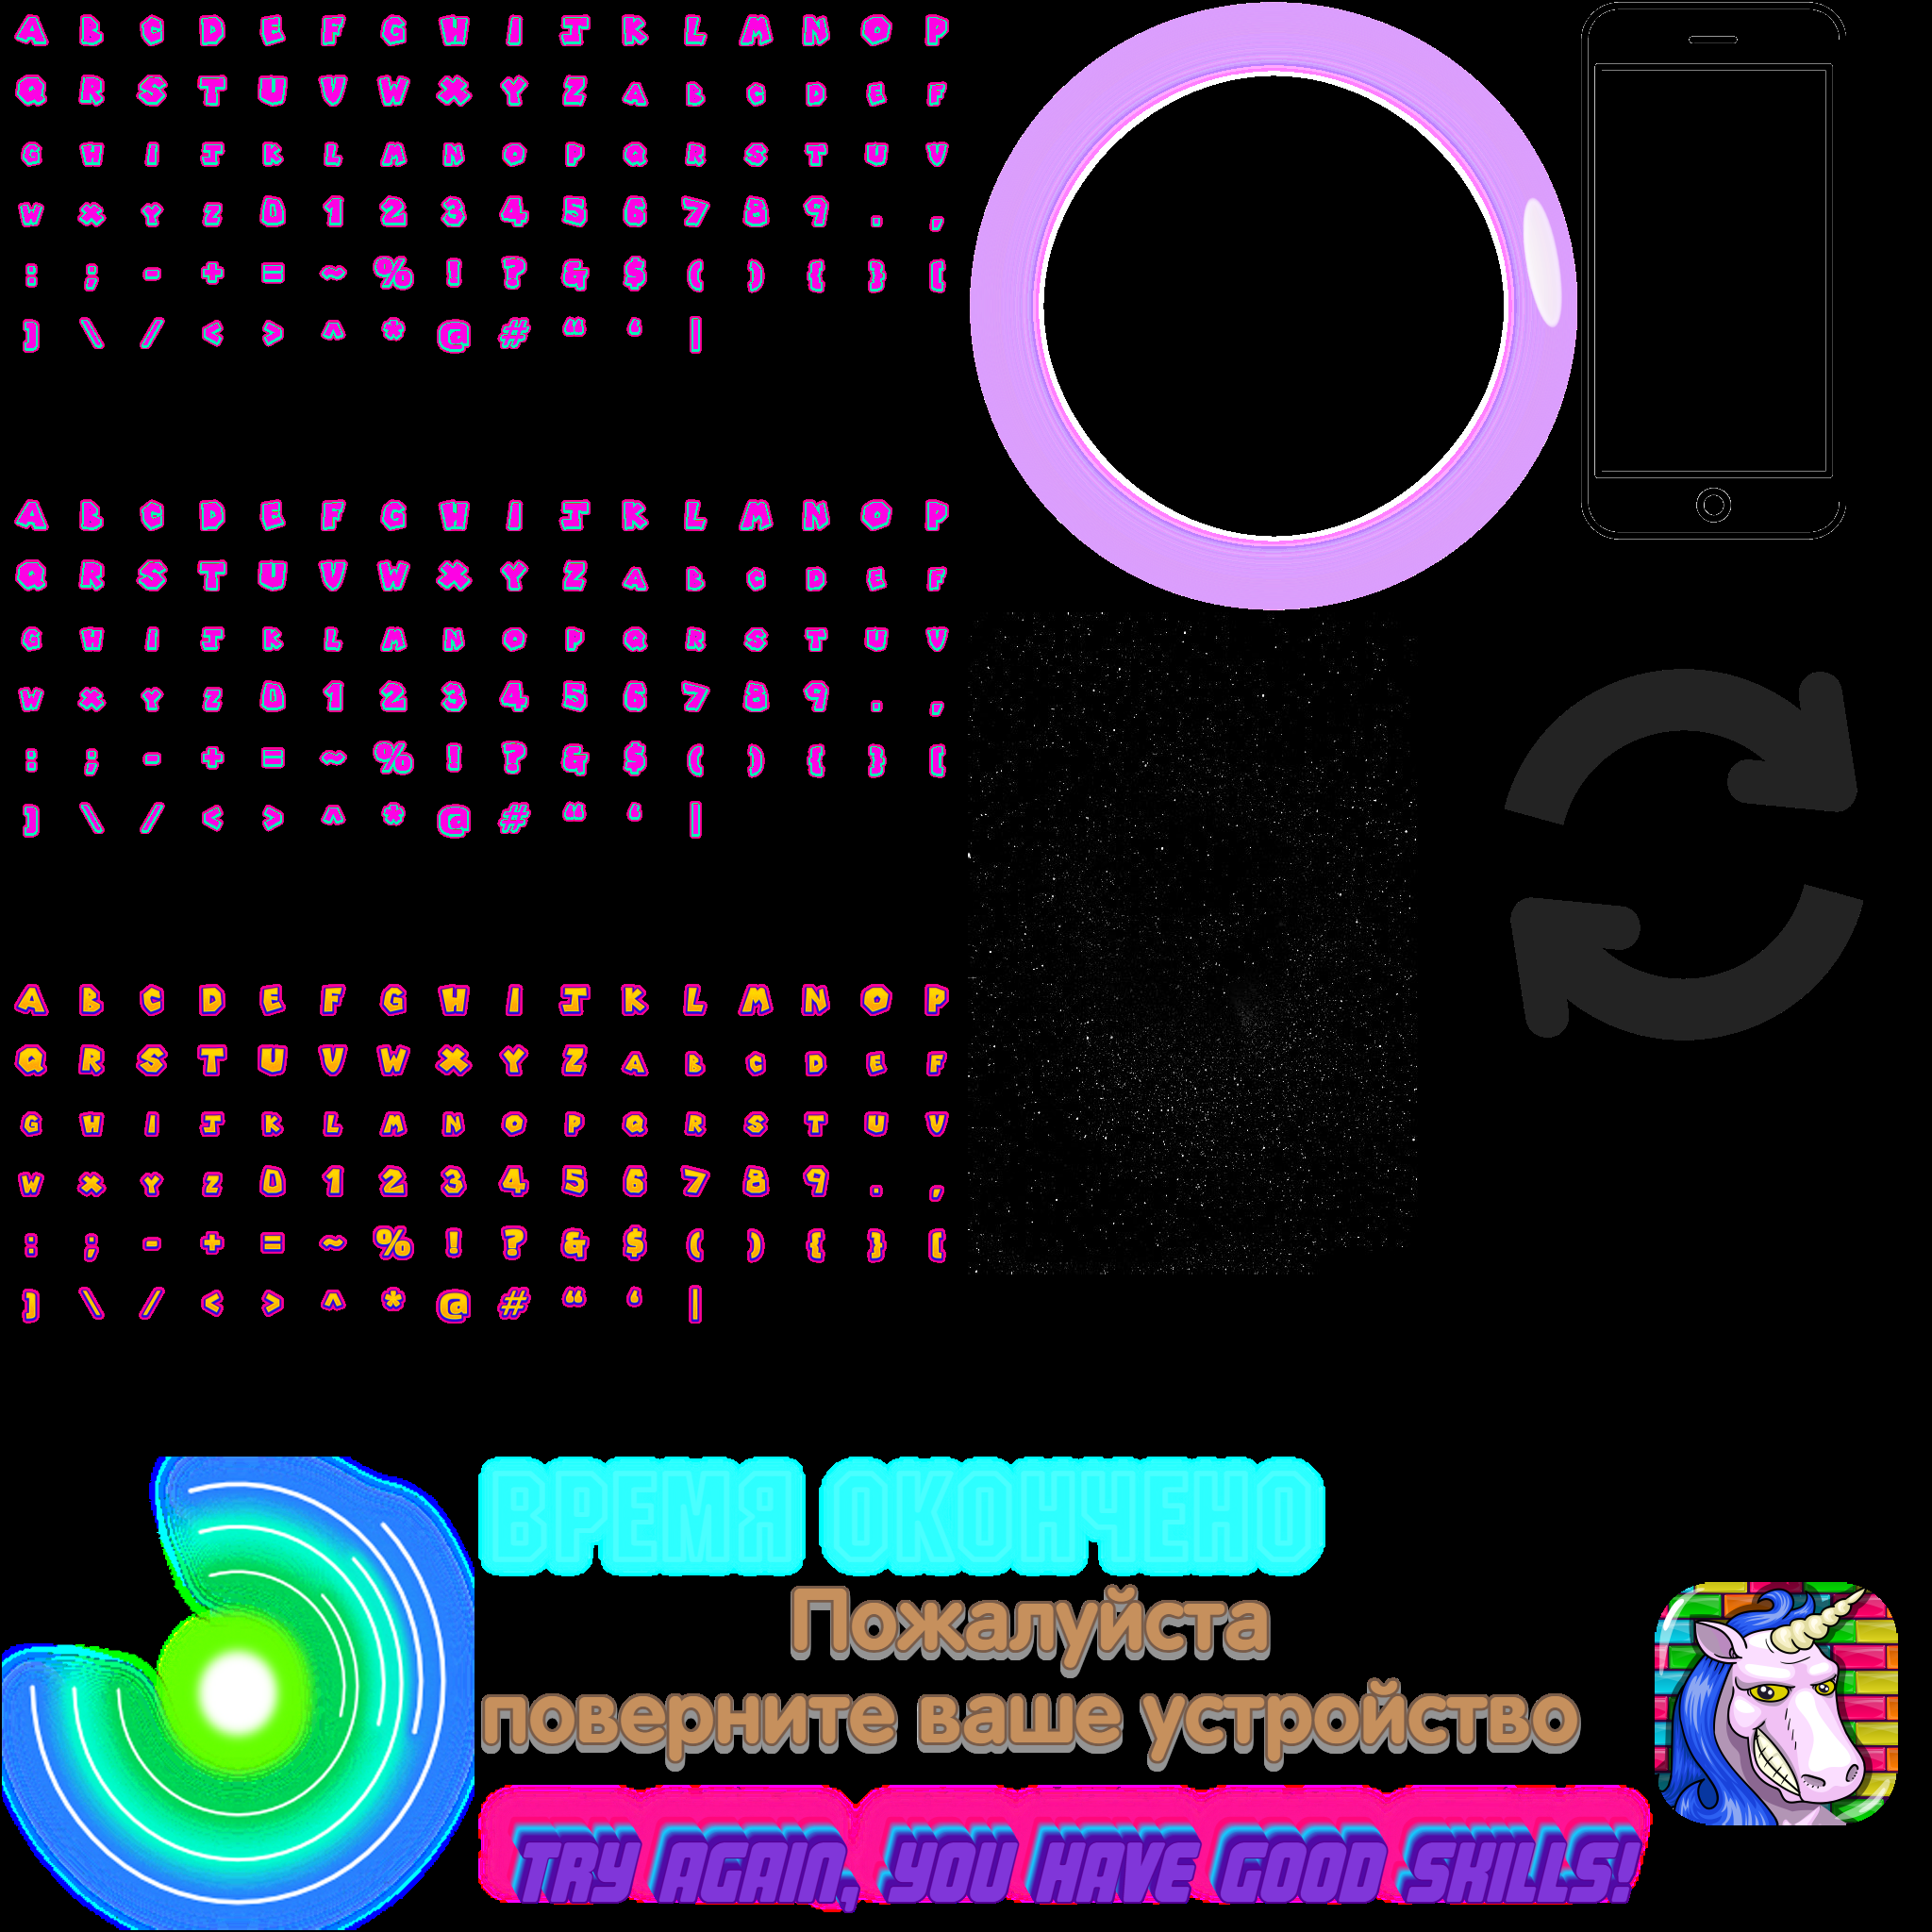 A B C D E F G H I J K L M N O P
Q R S T U V W X Y Z A B C D E F
G H I J K L M N O P Q R S T U V
W X Y Z 0 1 2 3 4 5 6 7 8 9 . ,
: ; - + = ~ % ! ? & $ ( ) { } [
] \ / < > ^ * @ # “ ‘ |
A B C D E F G H I J K L M N O P
Q R S T U V W X Y Z A B C D E F
G H I J K L M N O P Q R S T U V
W X Y Z 0 1 2 3 4 5 6 7 8 9 . ,
: ; - + = ~ % ! ? & $ ( ) { } [
] \ / < > ^ * @ # “ ‘ |
A B C D E F G H I J K L M N O P
Q R S T U V W X Y Z A B C D E F
G H I J K L M N O P Q R S T U V
W X Y Z 0 1 2 3 4 5 6 7 8 9 . ,
: ; - + = ~ % ! ? & $ ( ) { } [
] \ / < > ^ * @ # “ ‘ |
ВРЕМЯ ОКОНЧЕНО
Пожалуйста
поверните ваше устройство
TRY AGAIN, YOU HAVE GOOD SKILLS!